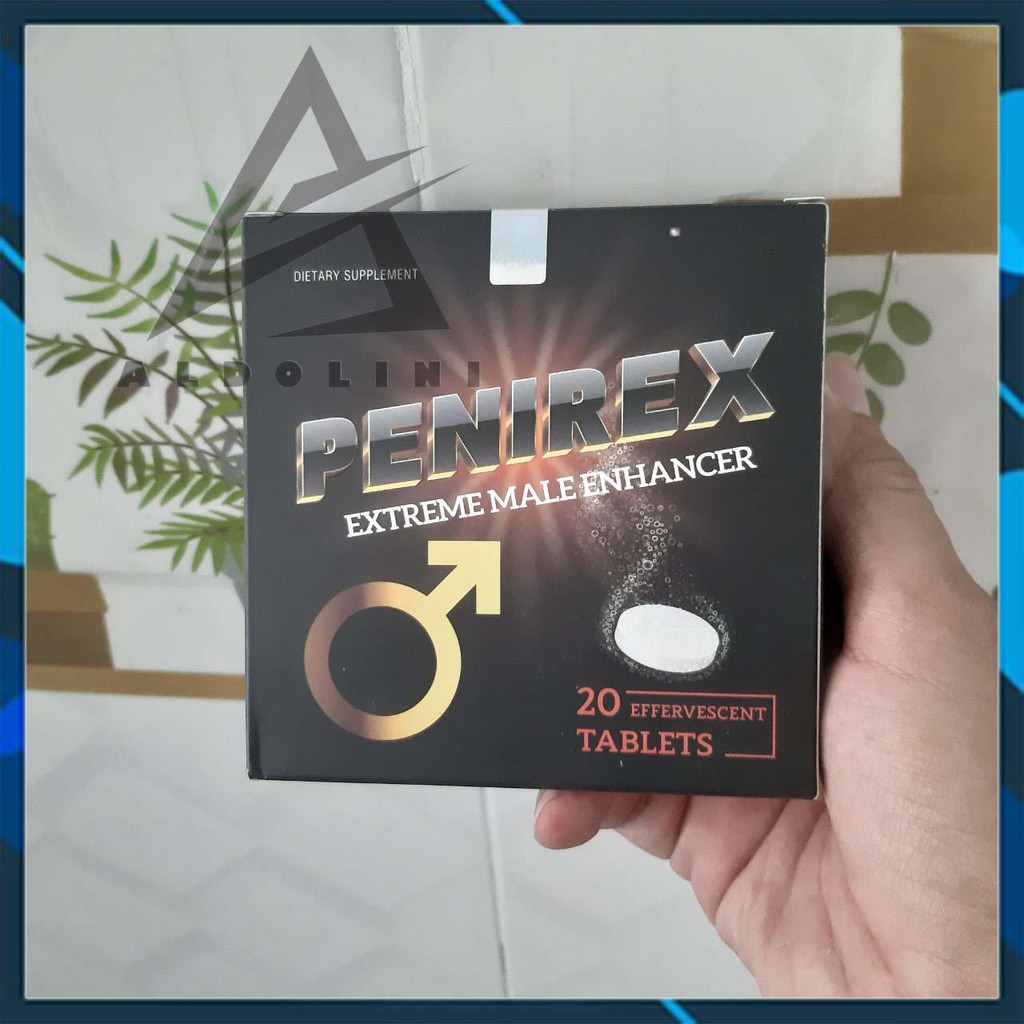 DIETARY SUPPLEMENT
ALDOLINI
PENIREX
EXTREME MALE ENHANCER
20 EFFERVESCENT
TABLETS